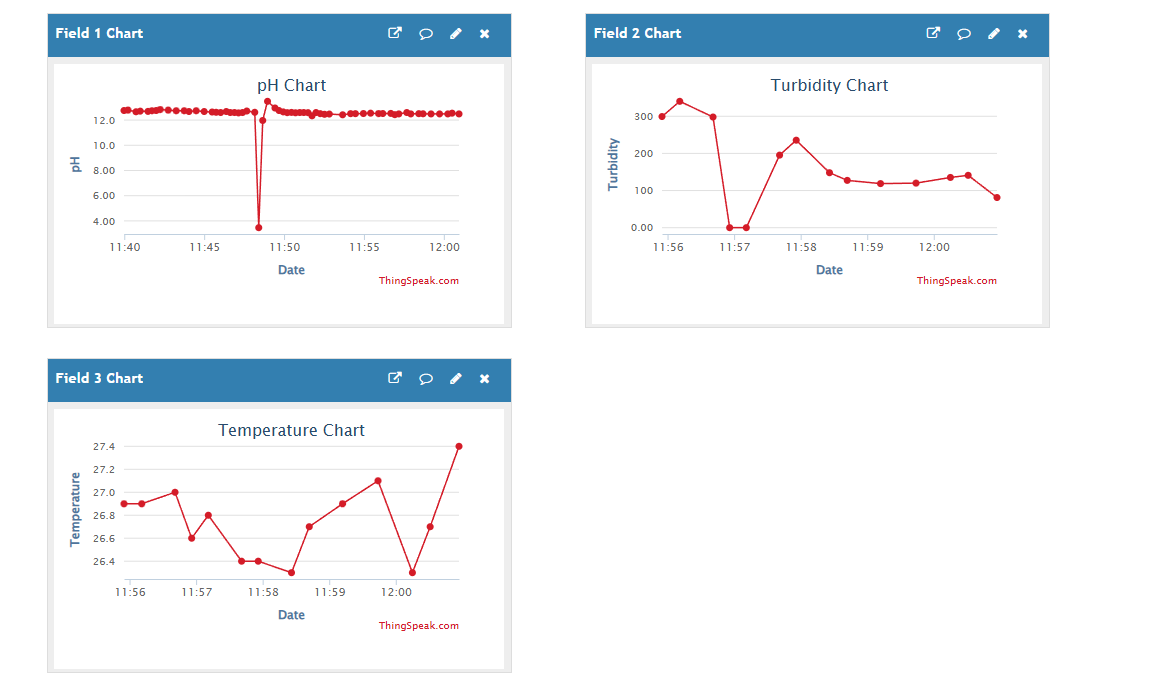 Field 1 Chart
pH Chart
pH
12.0
10.0
8.00
6.00
4.00
11:40 11:45 11:50 11:55 12:00
Date
ThingSpeak.com
Field 2 Chart
Turbidity Chart
Turbidity
300
200
100
0.00
11:56 11:57 11:58 11:59 12:00
Date
ThingSpeak.com
Field 3 Chart
Temperature Chart
Temperature
27.4
27.2
27.0
26.8
26.6
26.4
11:56 11:57 11:58 11:59 12:00
Date
ThingSpeak.com